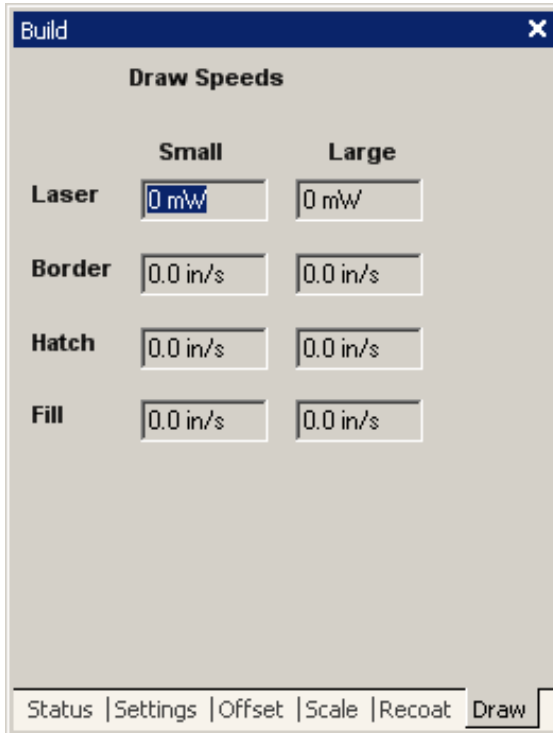 Build
Draw Speeds
Small Large
Laser 0 mW 0 mW
Border 0.0 in/s 0.0 in/s
Hatch 0.0 in/s 0.0 in/s
Fill 0.0 in/s 0.0 in/s
Status |Settings |Offset |Scale |Recoat Draw